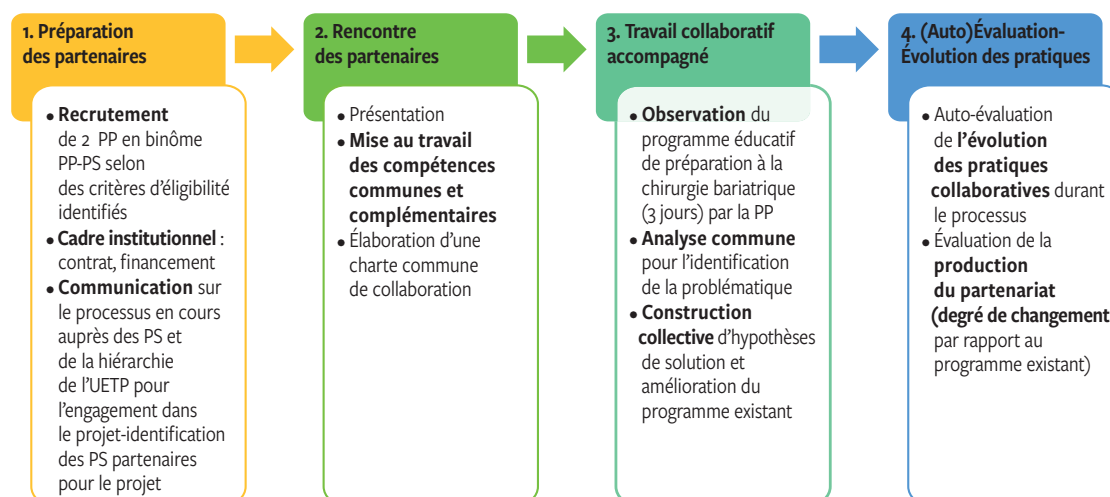 1. Préparation
des partenaires
• Recrutement
de 2 PP en binôme
PP-PS selon
des critères d’éligibilité
identifiés
• Cadre institutionnel :
contrat, financement
• Communication sur
le processus en cours
auprès des PS et
de la hiérarchie
de l’UETP pour
l’engagement dans
le projet-identification
des PS partenaires
pour le projet
2. Rencontre
des partenaires
• Présentation
• Mise au travail
des compétences
communes et
complémentaires
• Élaboration d’une
charte commune
de collaboration
3. Travail collaboratif
accompagné
• Observation du
programme éducatif
de préparation à la
chirurgie bariatrique
(3 jours) par la PP
• Analyse commune
pour l’identification
de la problématique
• Construction
collective d’hypothèses
de solution et
amélioration du
programme existant
4. (Auto)Évaluation-
Évolution des pratiques
• Auto-évaluation
de l’évolution
des pratiques
collaboratives durant
le processus
• Évaluation de la
production
du partenariat
(degré de changement
par rapport au
programme existant)